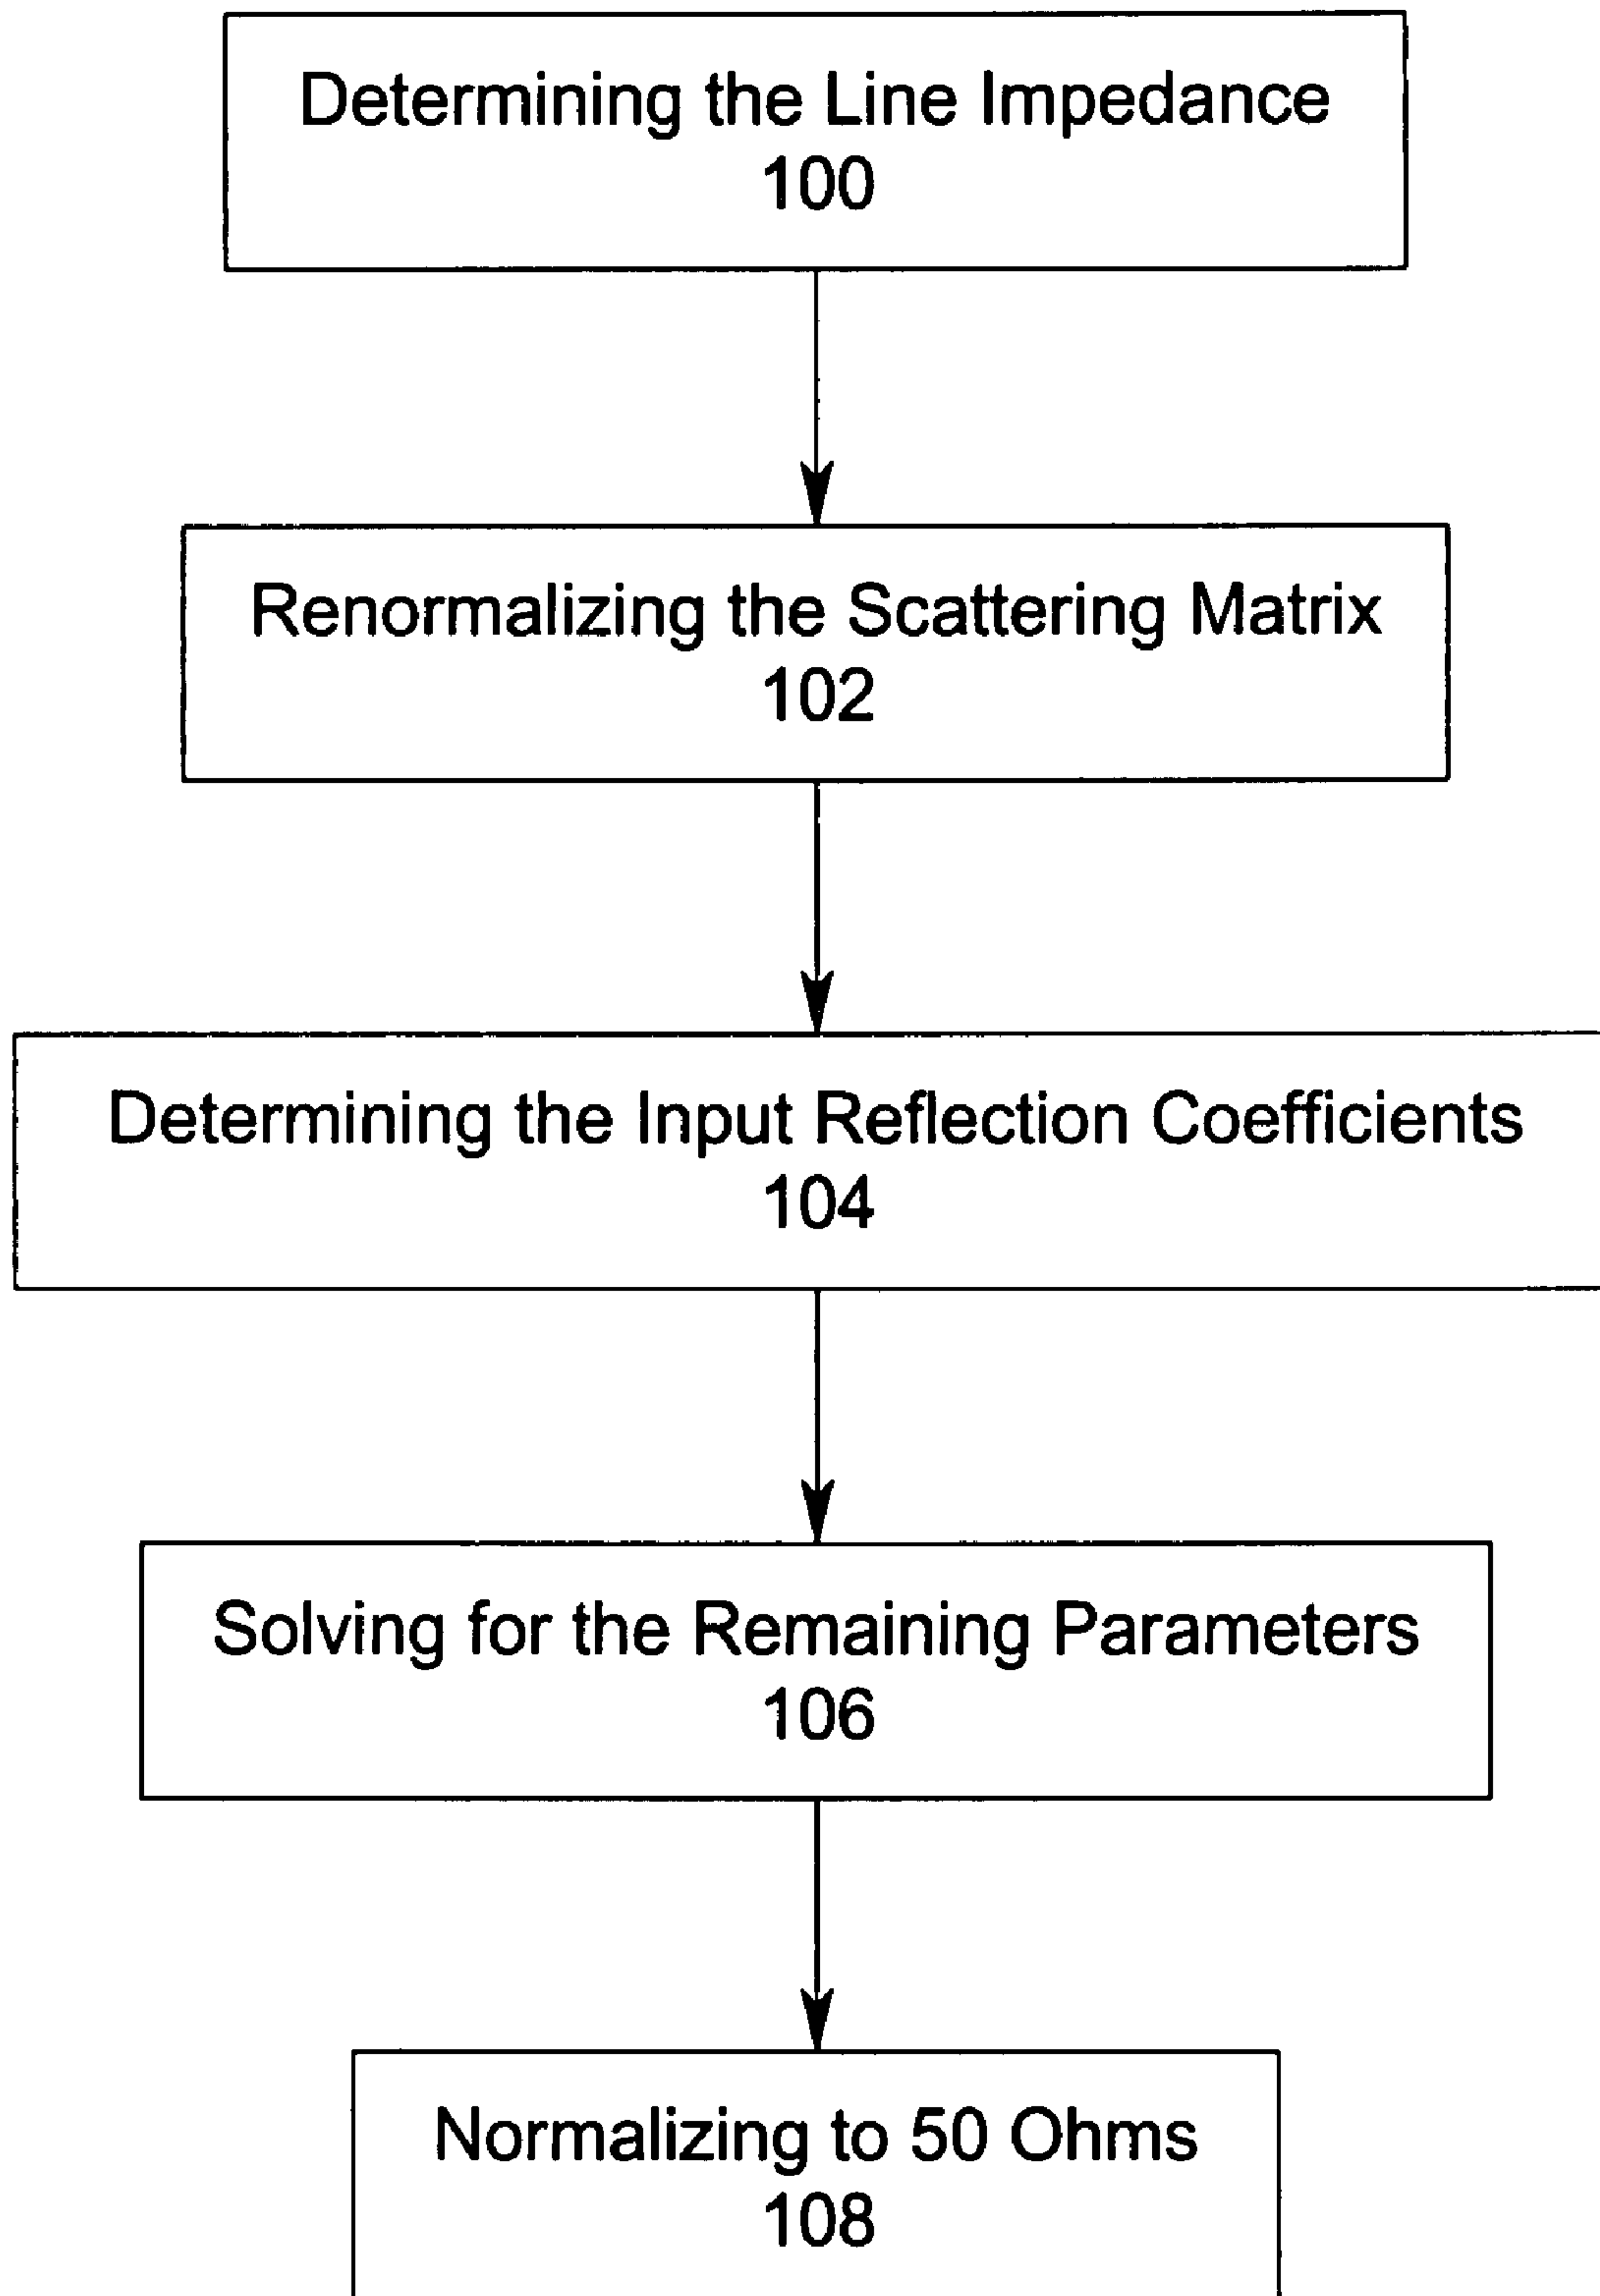 Determining the Line Impedance
100
Renormalizing the Scattering Matrix
102
Determining the Input Reflection Coefficients
104
Solving for the Remaining Parameters
106
Normalizing to 50 Ohms
108